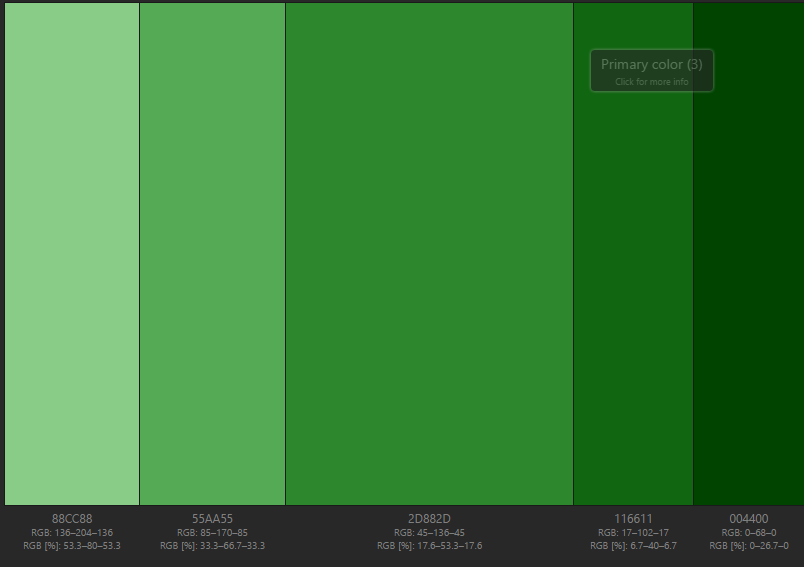 Primary color (3)
Click for more info
88CC88
RGB: 136–204–136
RGB [%]: 53.3–80–53.3
55AA55
RGB: 85–170–85
RGB [%]: 33.3–66.7–33.3
2D882D
RGB: 45–136–45
RGB [%]: 17.6–53.3–17.6
116611
RGB: 17–102–17
RGB [%]: 6.7–40–6.7
004400
RGB: 0–68–0
RGB [%]: 0–26.7–0